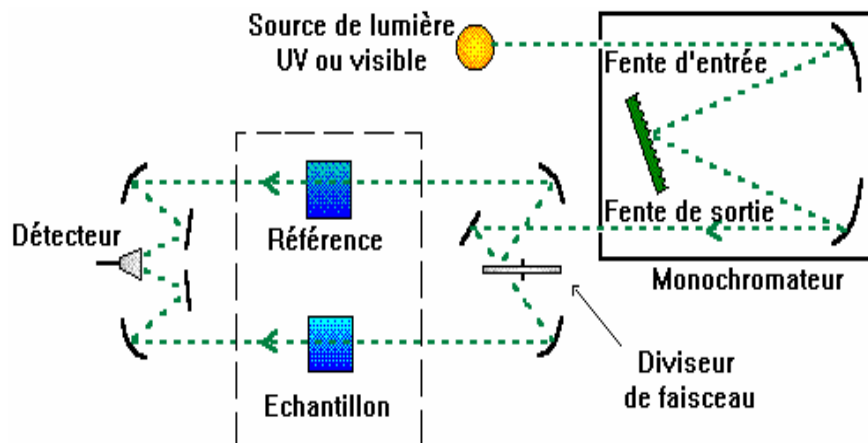 Source de lumière
UV ou visible
Fente d'entrée
Fente de sortie
Monochromateur
Détecteur
Référence
Echantillon
Diviseur
de faisceau